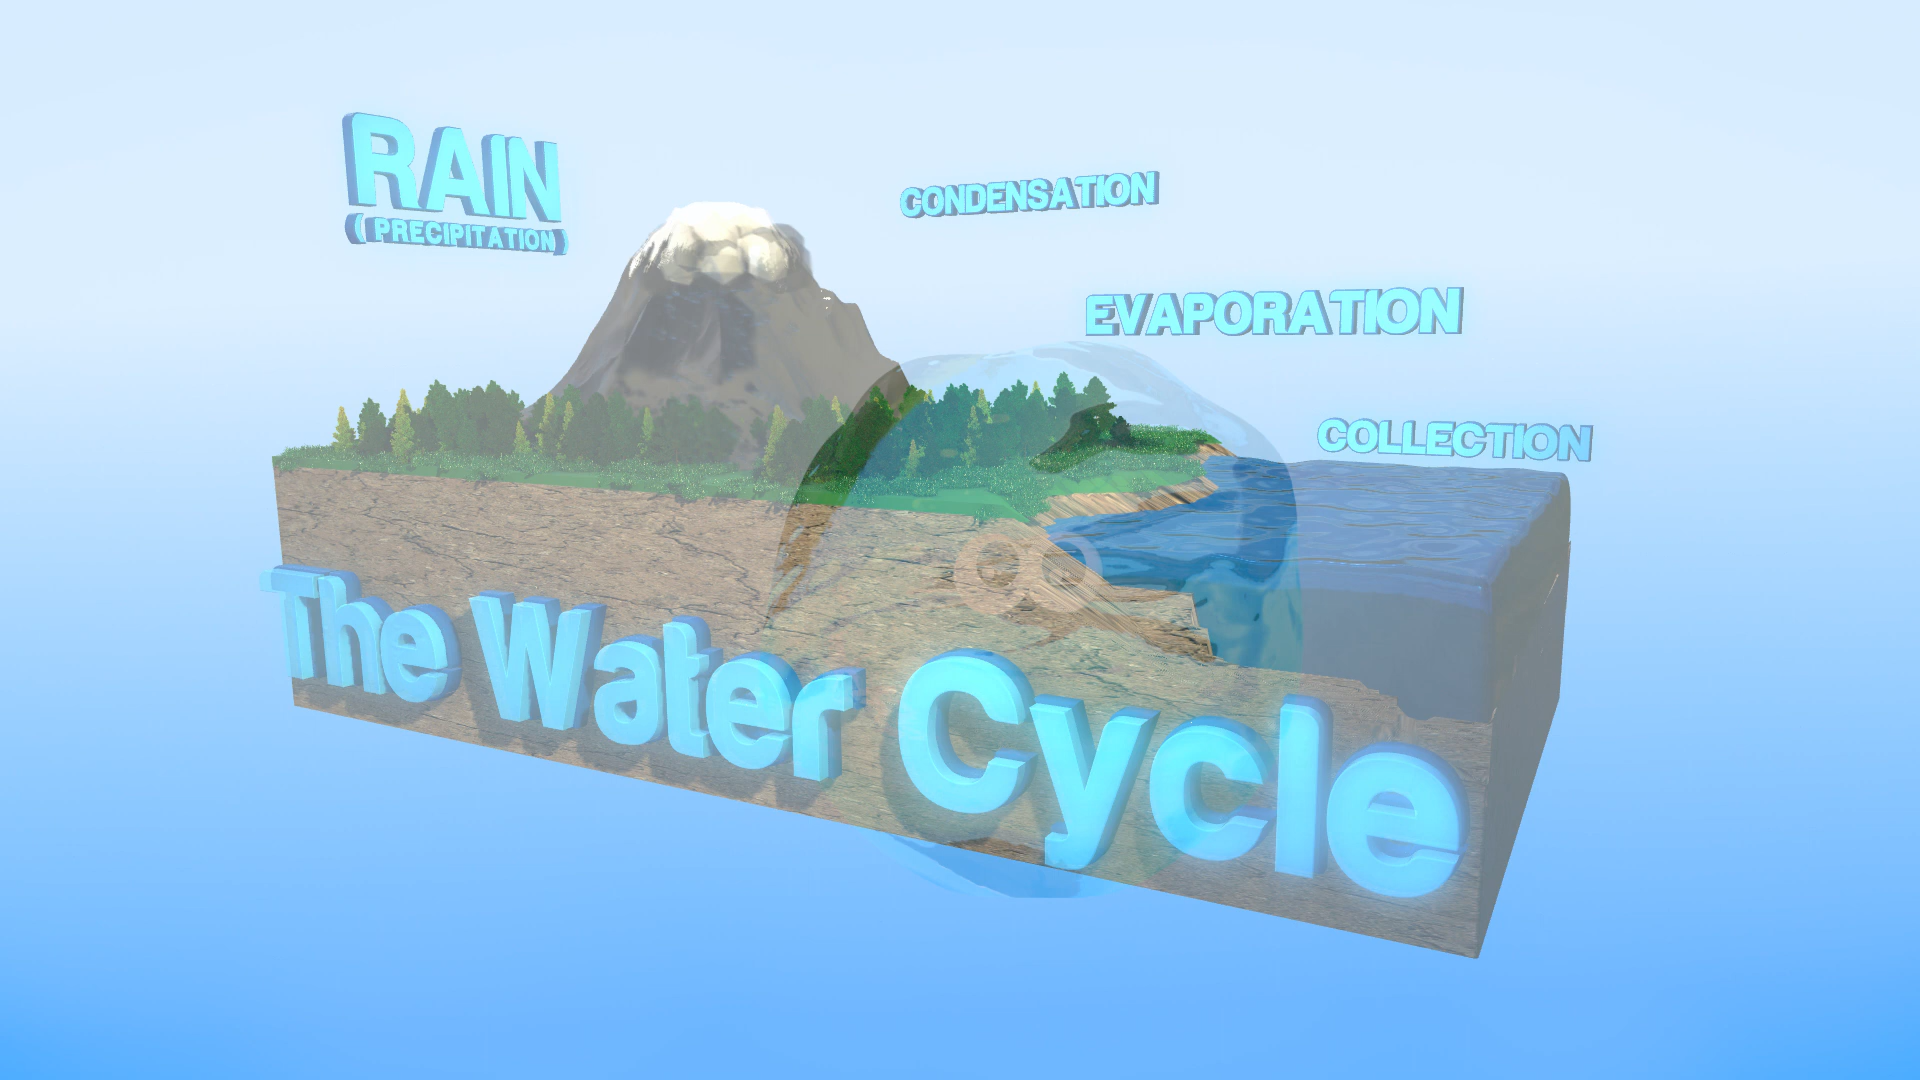 RAIN
( PRECIPITATION)
CONDENSATION
EVAPORATION
COLLECTION
The Water Cycle